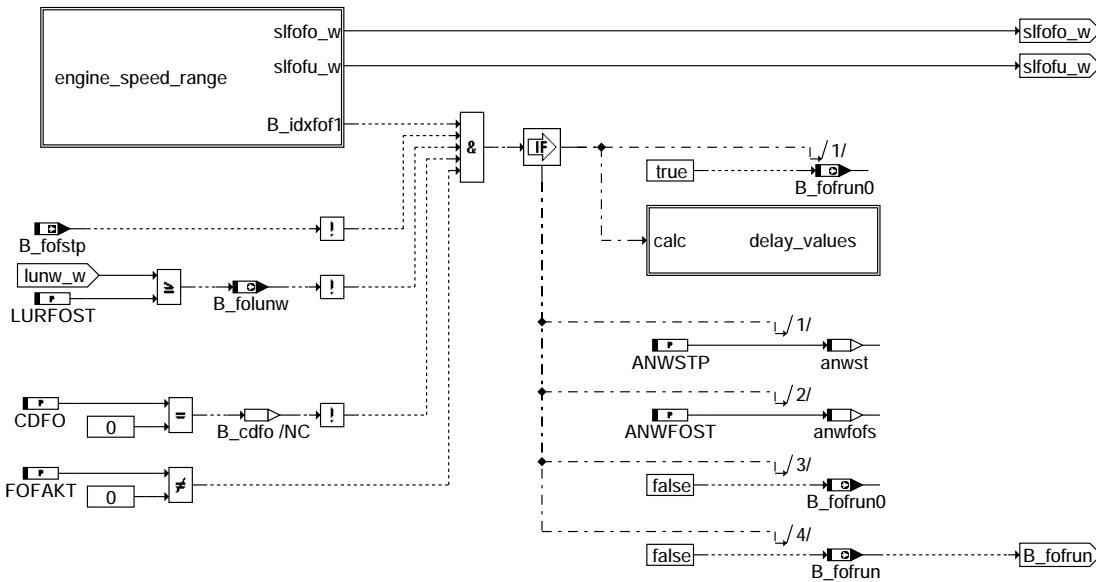 slfofo_w
slfofo_w
slfofu_w
slfofu_w
engine_speed_range
B_idxfof1
&
IF
/1/
true
B_fofrun0
calc
delay_values
B_fofstp
!
lunw_w
≥
B_folunw
!
P
LURFOST
/1/
P
ANWSTP
anwst
/2/
P
CDFO
0
=
B_cdfo /NC
!
P
ANWFOST
anwfofs
/3/
P
FOFAKT
0
≠
false
B_fofrun0
/4/
false
B_fofrun
B_fofrun